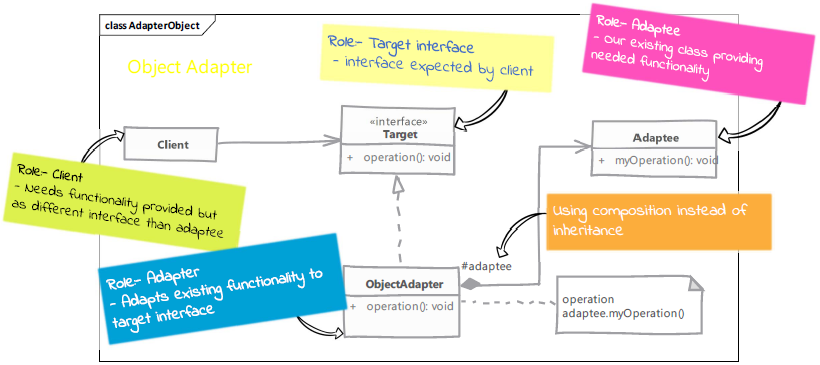 class AdapterObject
Object Adapter
Role- Target interface
- interface expected by client
Role- Adaptee
- Our existing class providing
needed functionality
«interface»
Target
+ operation(): void
Client
Adaptee
+ myOperation(): void
Role- Client
- Needs functionality provided but
as different interface than adaptee
Using composition instead of
inheritance
Role- Adapter
- Adapts existing functionality to
target interface
#adaptee
ObjectAdapter
+ operation(): void
operation
adaptee.myOperation()